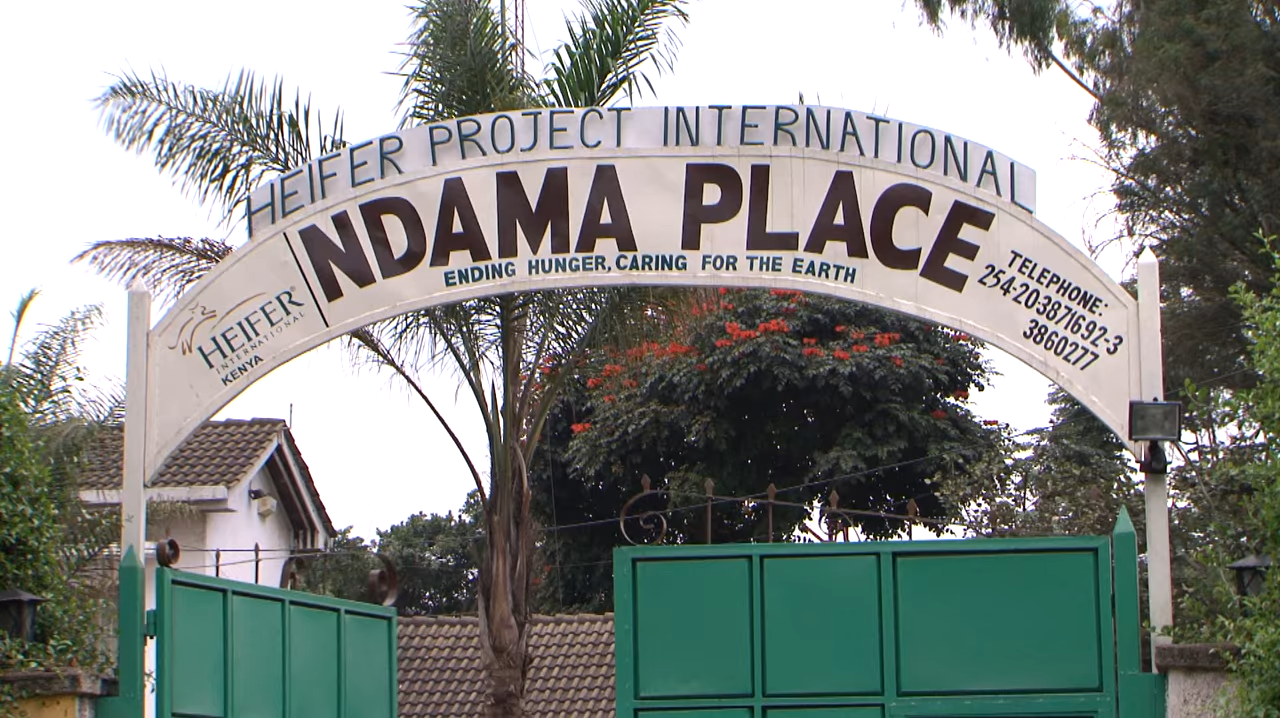 HEIFER PROJECT INTERNATIONAL
NDAMA PLACE
ENDING HUNGER, CARING FOR THE EARTH
HEIFER®
INTERNATIONAL
KENYA
TELEPHONE:
254-20-3871692-3
3860277